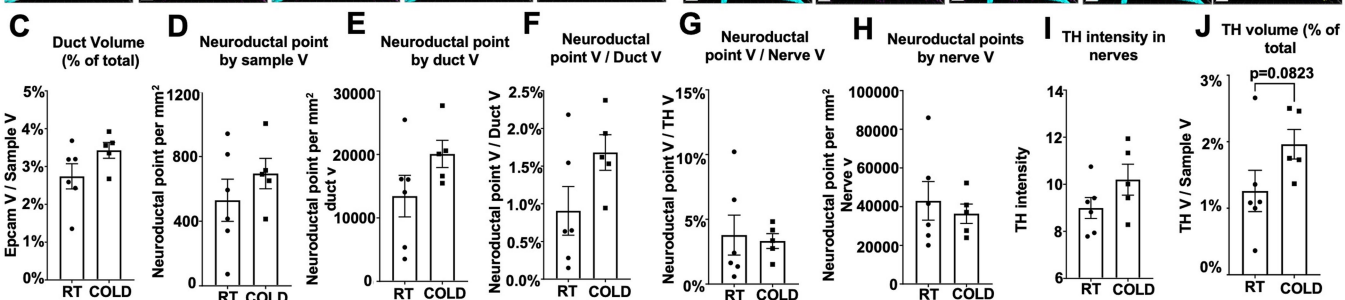 C
Duct Volume
(% of total)
Epcam V / Sample V
5%
4%
3%
2%
1%
0%
RT COLD
D
Neuroductal point
by sample V
Neuroductal point per mm²
1200
800
400
0
RT COLD
E
Neuroductal point
by duct V
Neuroductal point per mm²
duct v
30000
20000
10000
0
RT COLD
F
Neuroductal
point V / Duct V
Neuroductal point V / Duct V
2.5%
2.0%
1.5%
1.0%
0.5%
0.0%
RT COLD
G
Neuroductal
point V / Nerve V
Neuroductal point V / TH V
15%
10%
5%
0%
RT COLD
H
Neuroductal points
by nerve V
Neuroductal point per mm²
Nerve v
100000
80000
60000
40000
20000
0
RT COLD
I
TH intensity in
nerves
TH intensity
14
12
10
8
6
RT COLD
J
TH volume (% of
total
p=0.0823
TH V / Sample V
3%
2%
1%
0%
RT COLD